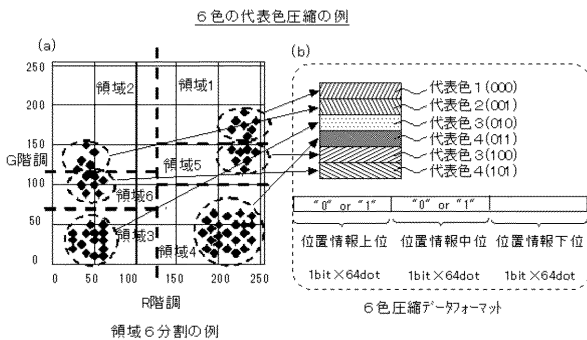 6色の代表色圧縮の例
(a)
(b)
250
200
150
G階調
100
50
0
0 50 100 150 200 250
R階調
領域2
領域1
領域5
領域6
領域3
領域4
代表色1(000)
代表色2(001)
代表色3(010)
代表色4(011)
代表色3(100)
代表色4(101)
"0" or "1" "0" or "1"
位置情報上位 位置情報中位 位置情報下位
1bit×64dot 1bit×64dot 1bit×64dot
6色圧縮データフォーマット
領域6分割の例